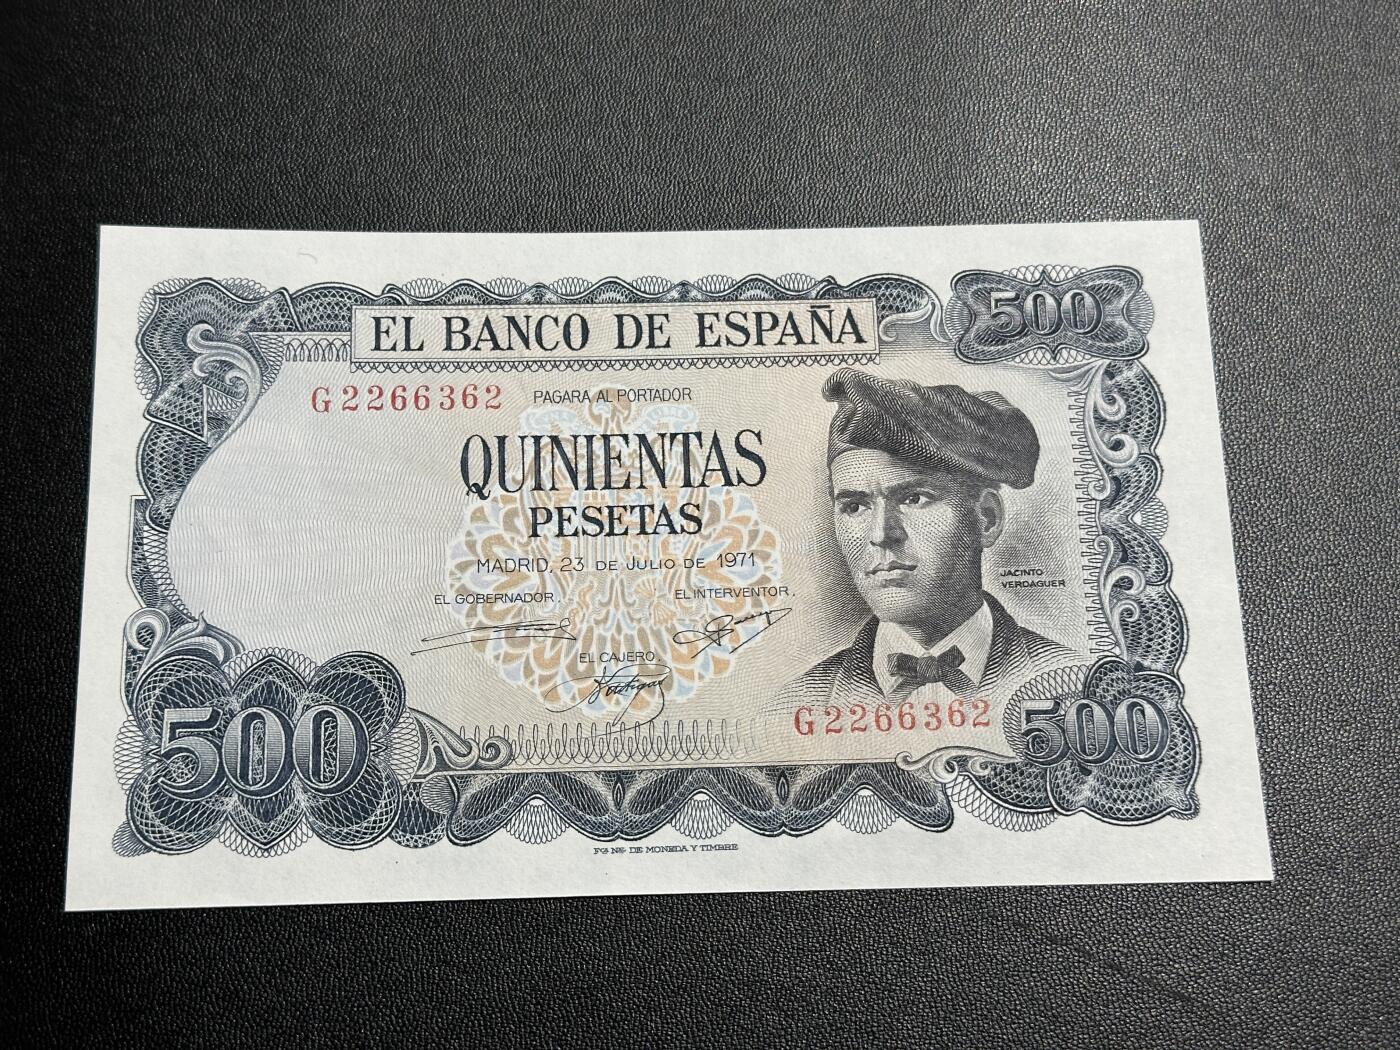 EL BANCO DE ESPAÑA
500
G2266362
PAGARA AL PORTADOR
QUINIENTAS
PESETAS
MADRID, 23 DE JULIO DE 1971
EL GOBERNADOR.
EL INTERVENTOR.
EL CAJERO.
JACINTO
VERDAGUER
G2266362
500
500
Fca Nal DE MONEDA Y TIMBRE